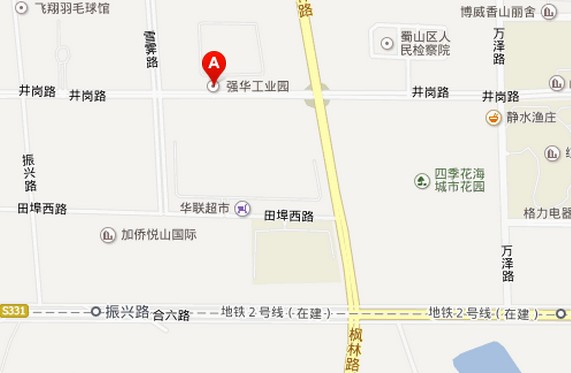 飞翔羽毛球馆
路
博威香山丽舍
雪霁路
蜀山区人
民检察院
万泽路
A
强华工业园
井岗路
井岗路
井岗路
井岗路
静水渔庄
振兴路
四季花海
城市花园
田埠西路
华联超市
田埠西路
格力电器
加侨悦山国际
万泽路
S331
振兴路
合六路
地铁2号线(在建)
地铁2号线(在建)
枫林路